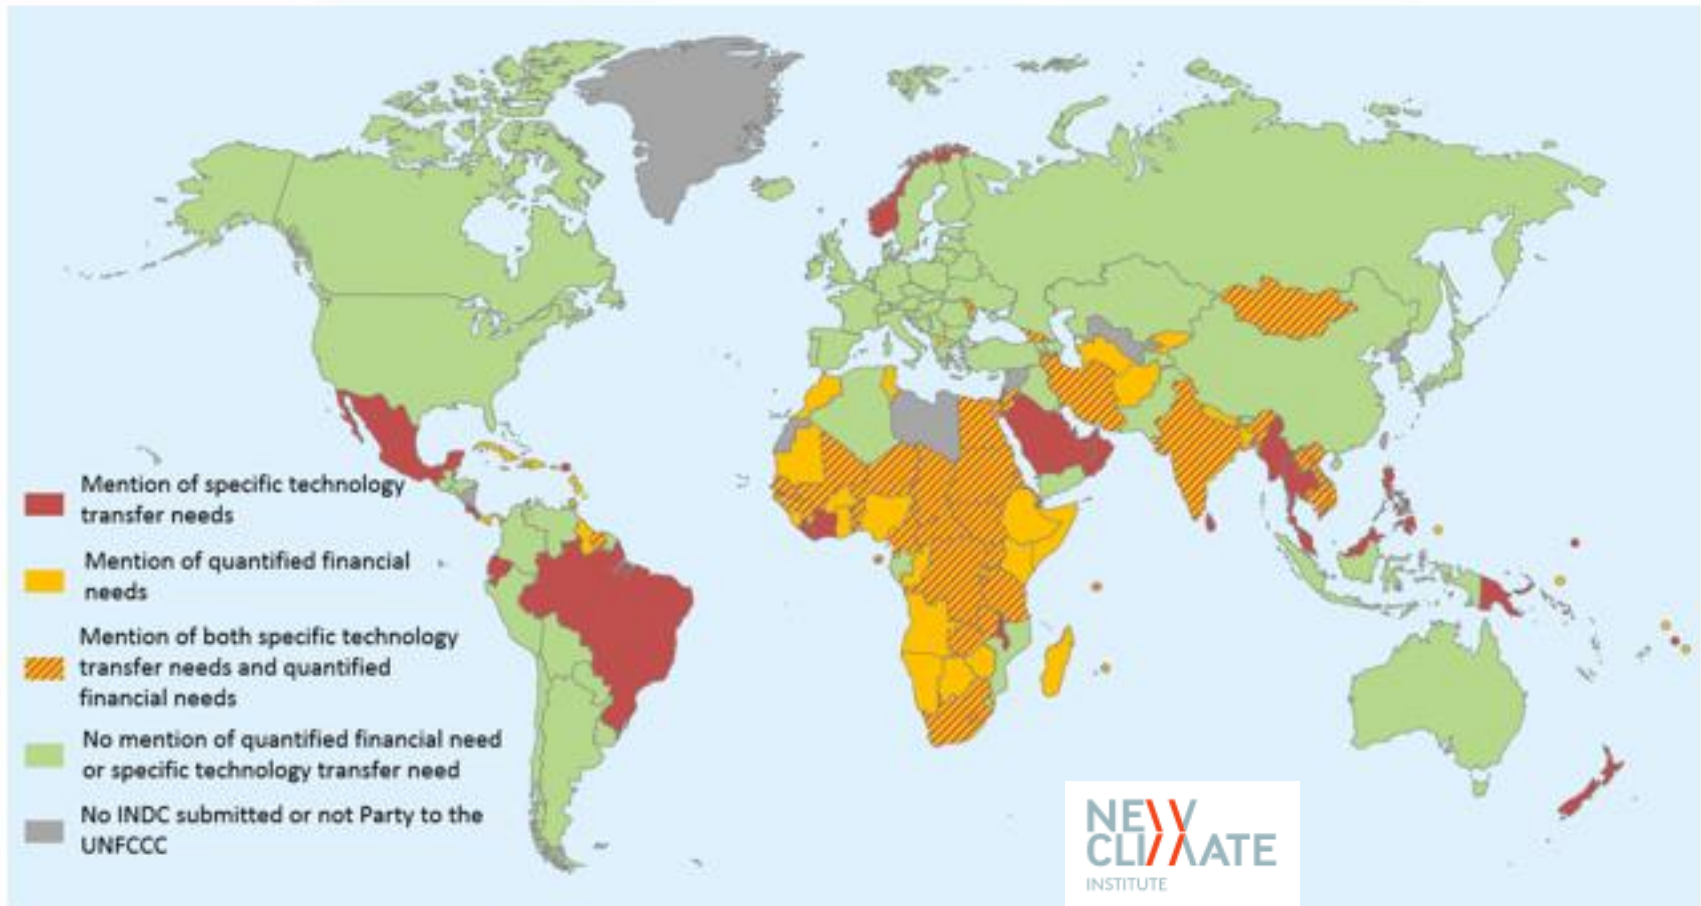 Mention of specific technology
transfer needs
Mention of quantified financial
needs
Mention of both specific technology
transfer needs and quantified
financial needs
No mention of quantified financial need
or specific technology transfer need
No INDC submitted or not Party to the
UNFCCC
NEW
CLIMATE
INSTITUTE